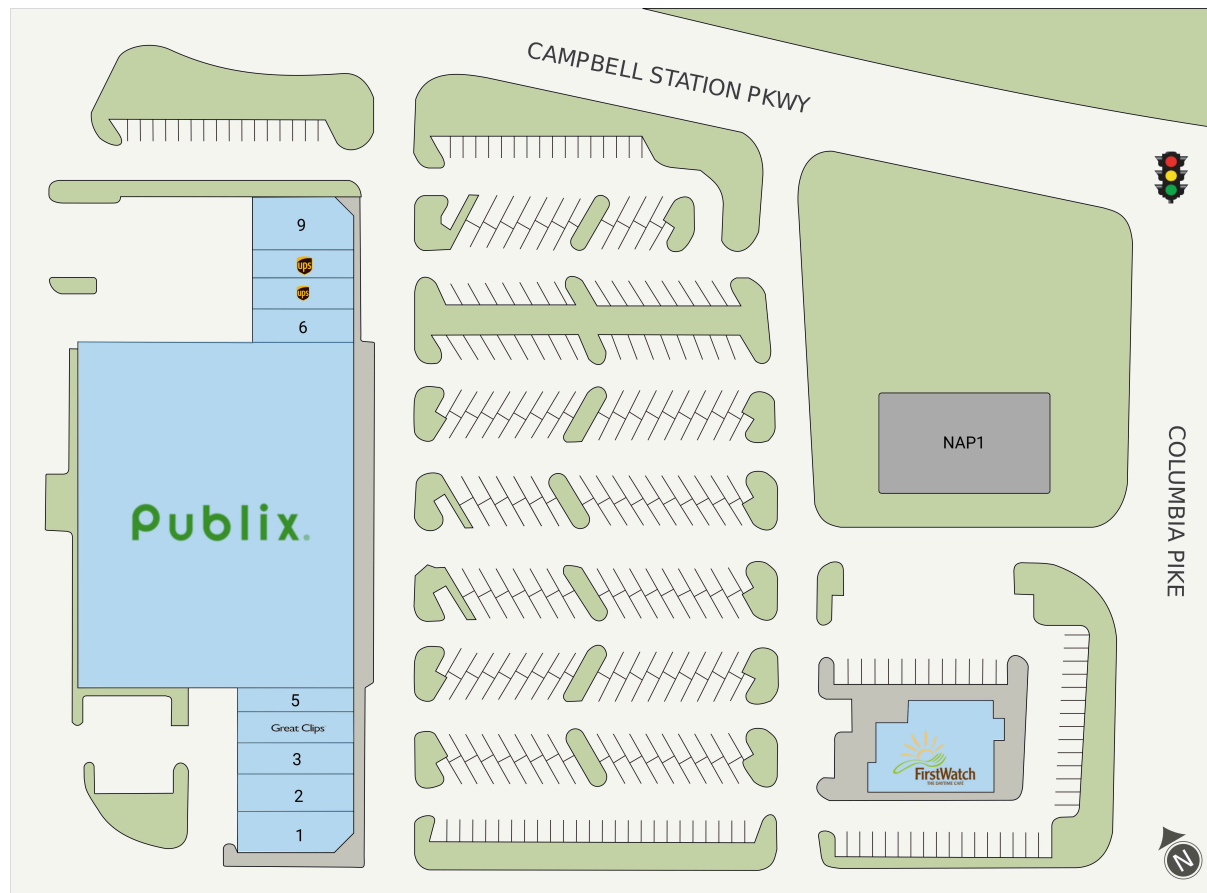 CAMPBELL STATION PKWY
9
ups
ups
6
Publix.
NAP1
COLUMBIA PIKE
5
Great Clips
3
2
1
FirstWatch
THE DAYTIME CAFE
N